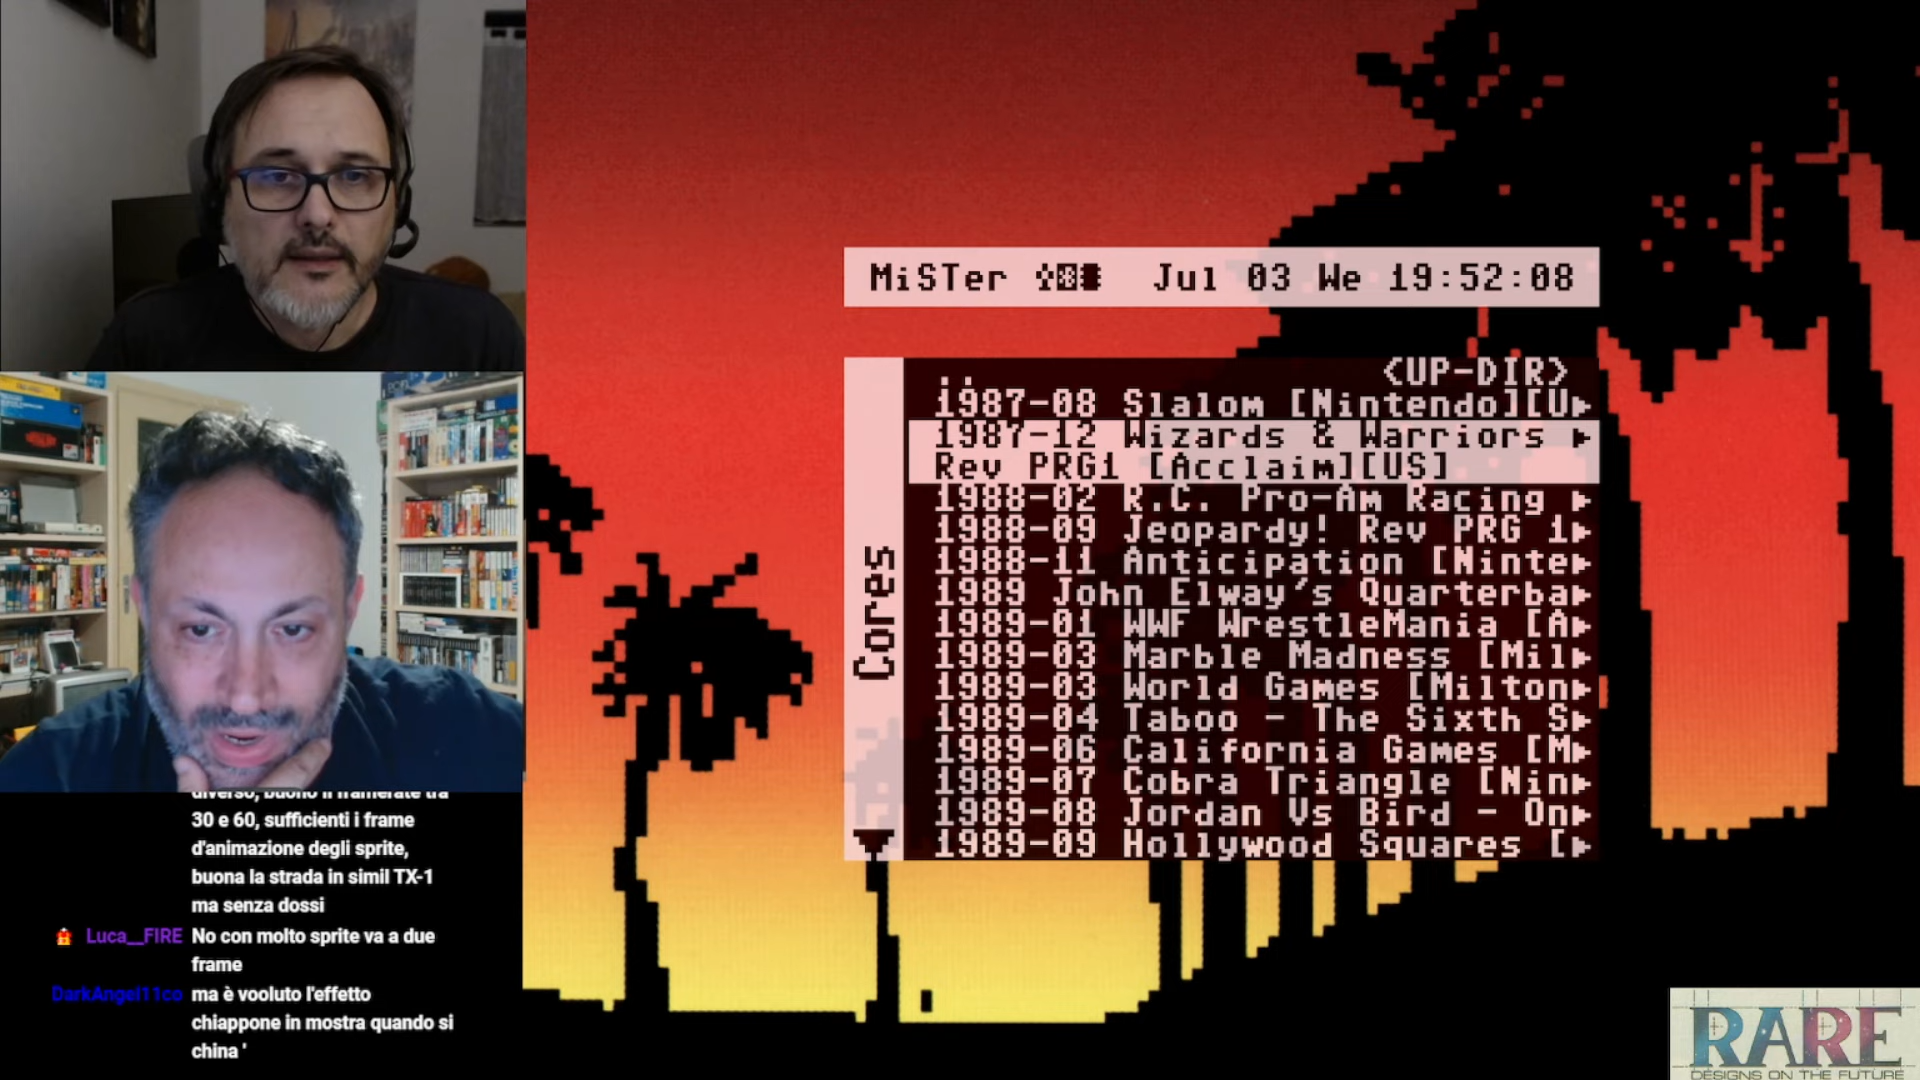 MiSTer Jul 03 We 19:52:08
Cores
.. <UP-DIR>
1987-08 Slalom [Nintendo][U
1987-12 Wizards & Warriors
Rev PRG1 [Acclaim][US]
1988-02 R.C. Pro-Am Racing
1988-09 Jeopardy! Rev PRG 1
1988-11 Anticipation [Ninte
1989 John Elway's Quarterba
1989-01 WWF WrestleMania [A
1989-03 Marble Madness [Mil
1989-03 World Games [Milton
1989-04 Taboo - The Sixth S
1989-06 California Games [M
1989-07 Cobra Triangle [Nin
1989-08 Jordan Vs Bird - On
1989-09 Hollywood Squares [
diverso, buono il framerate tra
30 e 60, sufficienti i frame
d'animazione degli sprite,
buona la strada in simil TX-1
ma senza dossi
Luca__FIRE No con molto sprite va a due
frame
DarkAngel11co ma è vooluto l'effetto
chiappone in mostra quando si
china '
RARE
DESIGNS ON THE FUTURE